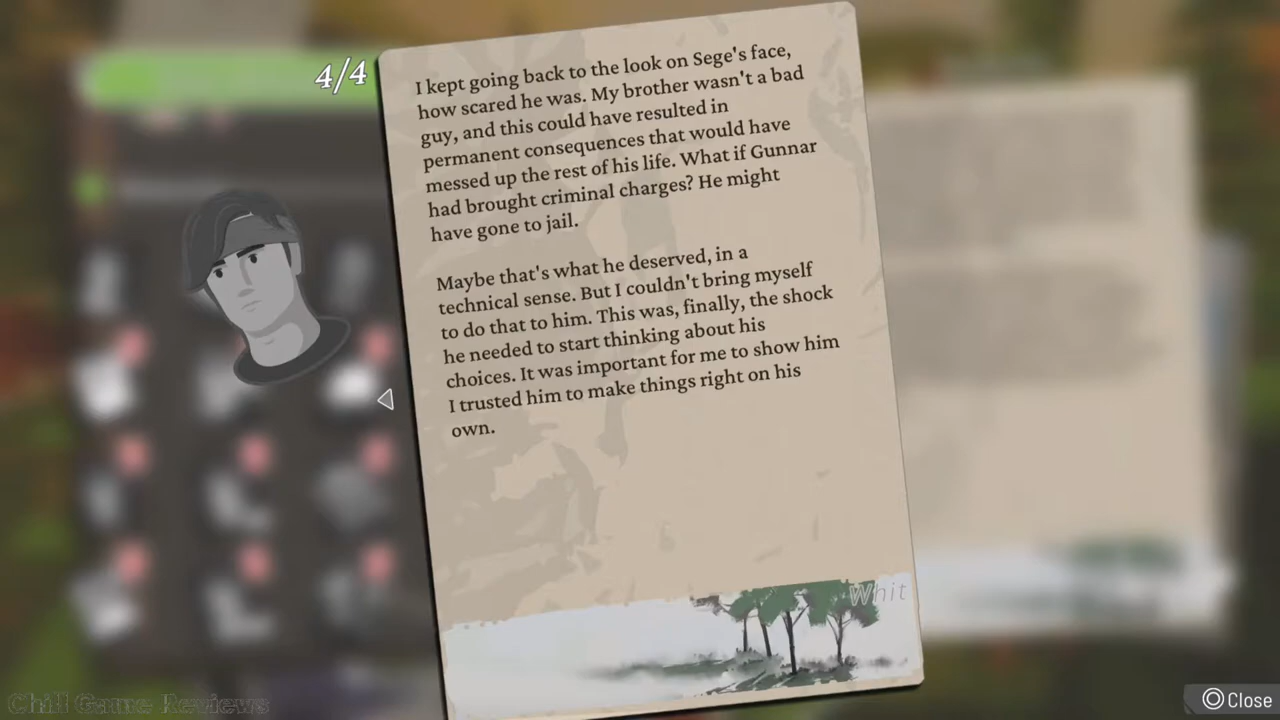 4/4
I kept going back to the look on Sege's face,
how scared he was. My brother wasn't a bad
guy, and this could have resulted in
permanent consequences that would have
messed up the rest of his life. What if Gunnar
had brought criminal charges? He might
have gone to jail.
Maybe that's what he deserved, in a
technical sense. But I couldn't bring myself
to do that to him. This was, finally, the shock
he needed to start thinking about his
choices. It was important for me to show him
I trusted him to make things right on his
own.
Whit
Chill Game Reviews
Close